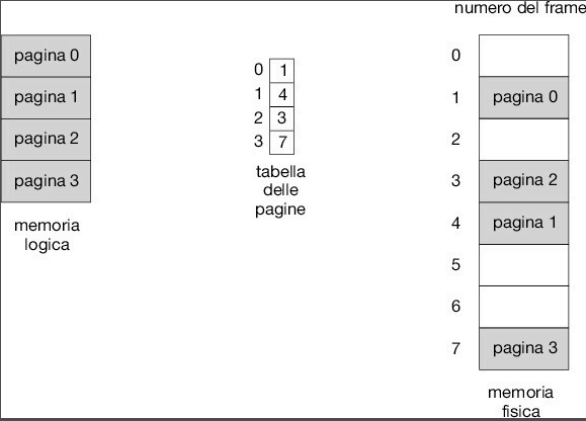 numero del frame
pagina 0
pagina 1
pagina 2
pagina 3
memoria
logica
0 1
1 4
2 3
3 7
tabella
delle
pagine
0
1 pagina 0
2
3 pagina 2
4 pagina 1
5
6
7 pagina 3
memoria
fisica